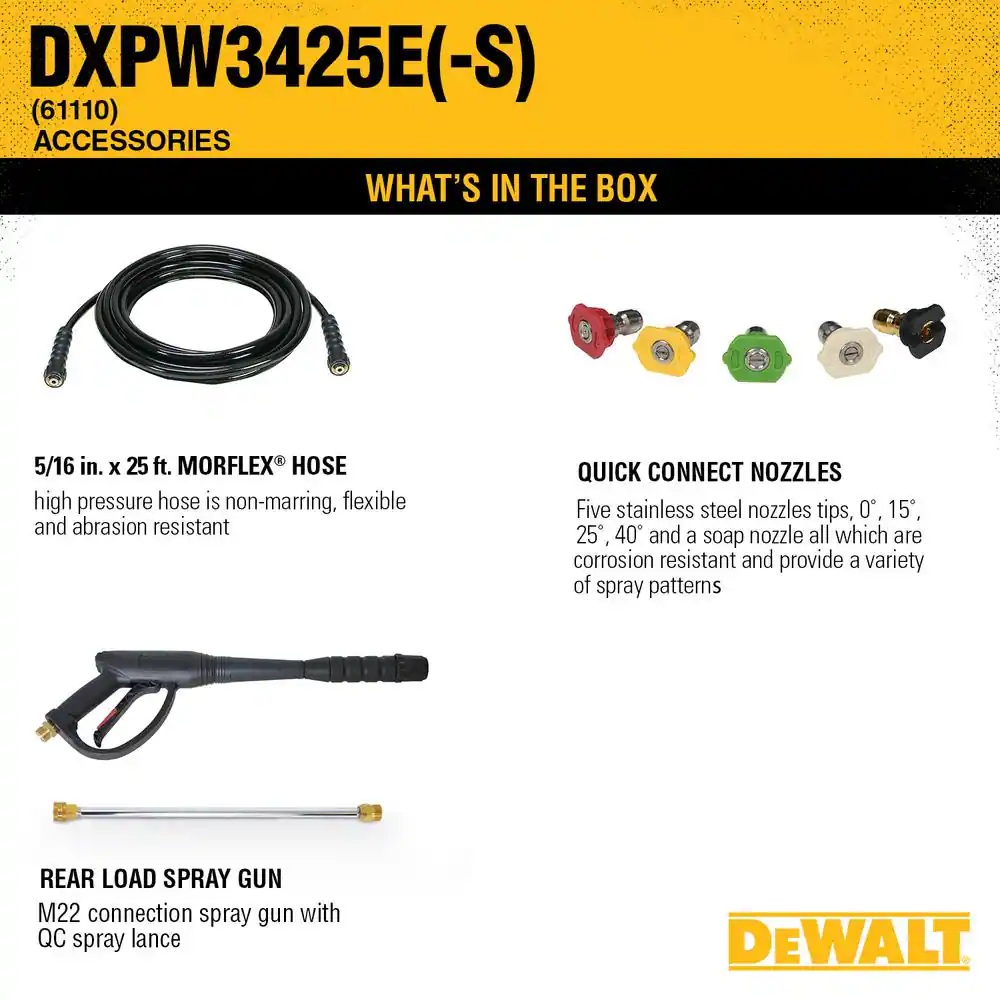 DXPW3425E(-S)
(61110)
ACCESSORIES
WHAT'S IN THE BOX
5/16 in. x 25 ft. MORFLEX® HOSE
high pressure hose is non-marring, flexible
and abrasion resistant
QUICK CONNECT NOZZLES
Five stainless steel nozzles tips, 0˚, 15˚,
25˚, 40˚ and a soap nozzle all which are
corrosion resistant and provide a variety
of spray patterns
REAR LOAD SPRAY GUN
M22 connection spray gun with
QC spray lance
DEWALT®